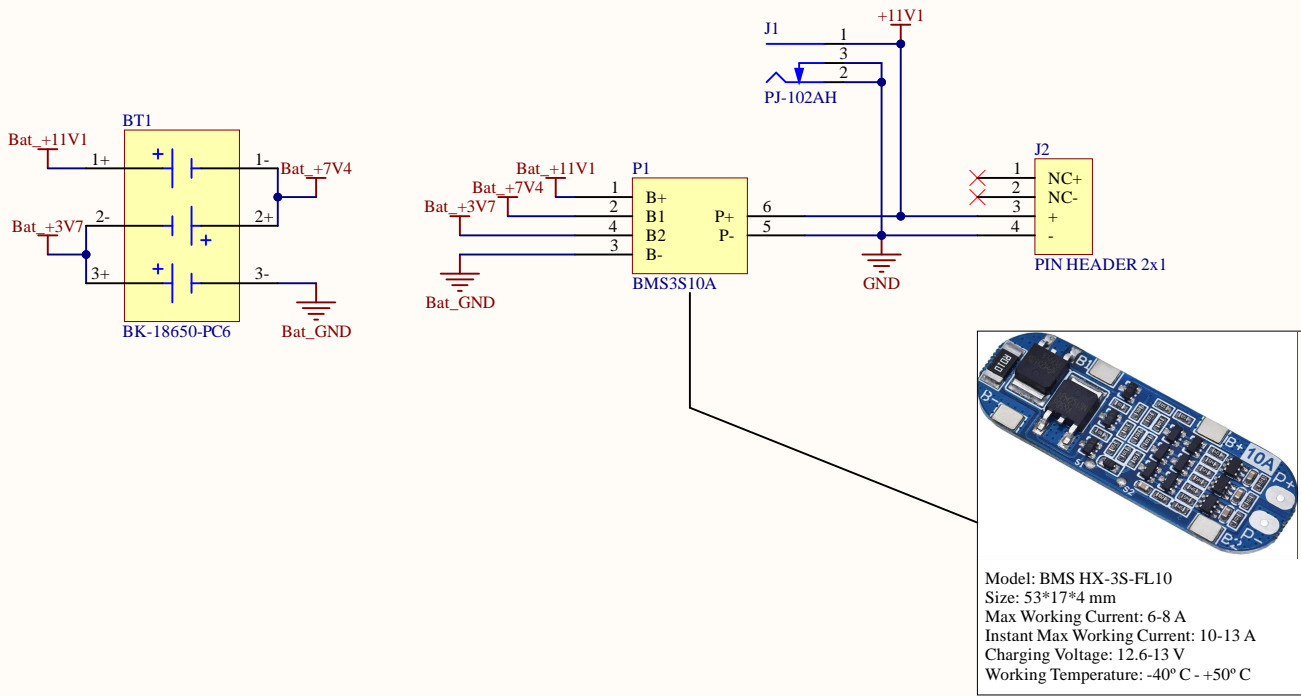 +11V1
J1
1
3
2
PJ-102AH
BT1
Bat_+11V1
1+
1-
Bat_+7V4
2-
2+
Bat_+3V7
3+
3-
BK-18650-PC6
Bat_GND
P1
Bat_+11V1
Bat_+7V4
Bat_+3V7
1
B+
2
B1
4
B2
3
B-
P+
6
P-
5
BMS3S10A
Bat_GND
GND
J2
1
NC+
2
NC-
3
+
4
-
PIN HEADER 2x1
R010
B1
B-
S1
S2
B+
10A
P+
P-
B2
Model: BMS HX-3S-FL10
Size: 53*17*4 mm
Max Working Current: 6-8 A
Instant Max Working Current: 10-13 A
Charging Voltage: 12.6-13 V
Working Temperature: -40º C - +50º C